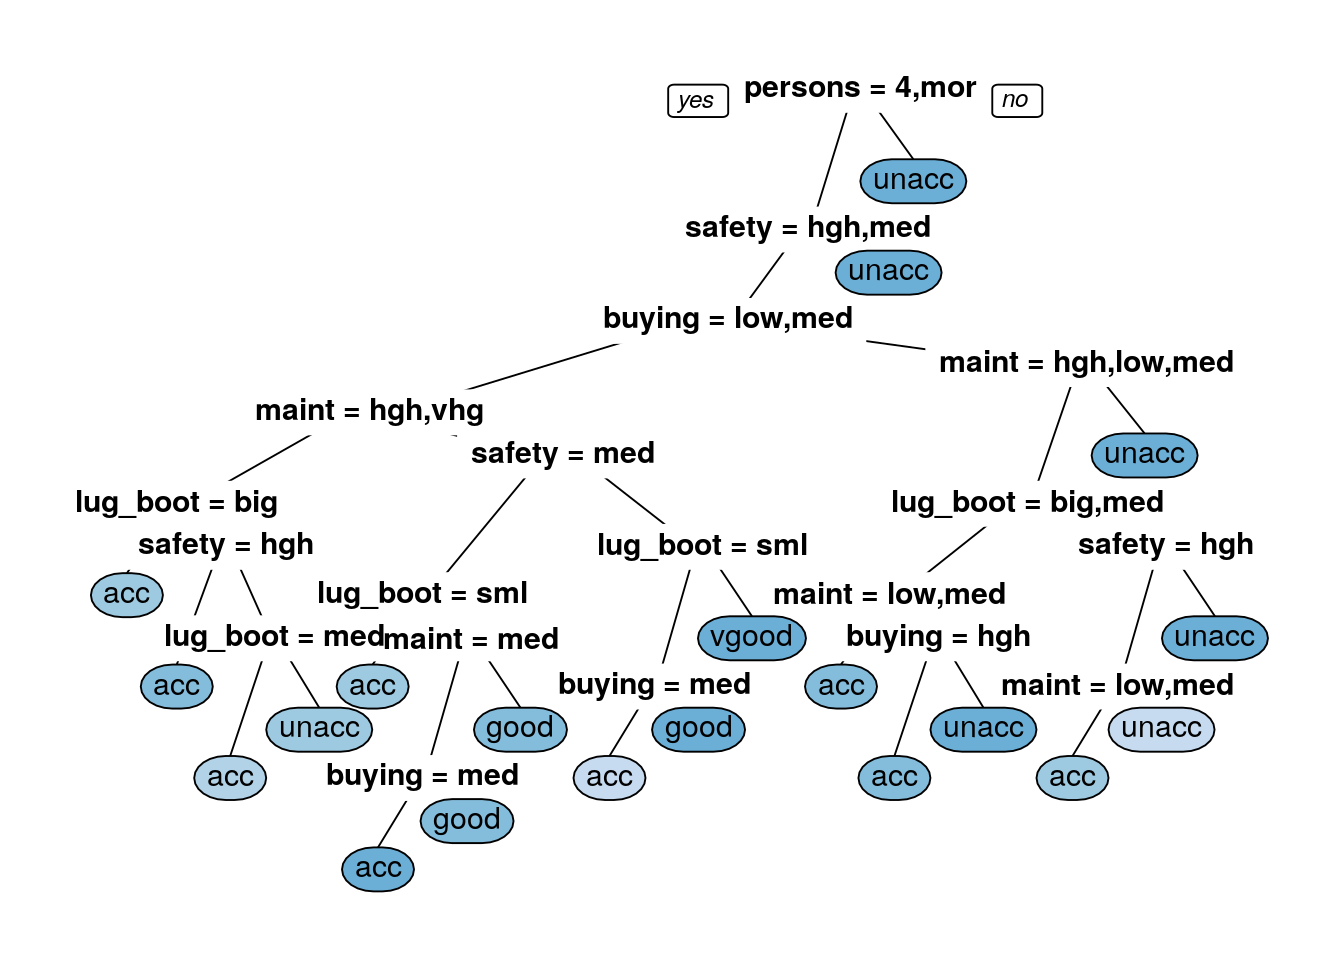 persons = 4,mor
yes
no
unacc
safety = hgh,med
unacc
buying = low,med
maint = hgh,low,med
maint = hgh,vhg
safety = med
unacc
lug_boot = big
lug_boot = big,med
safety = hgh
lug_boot = sml
safety = hgh
acc
lug_boot = sml
maint = low,med
lug_boot = med
maint = med
vgood
buying = hgh
unacc
acc
acc
buying = med
acc
maint = low,med
unacc
good
good
unacc
unacc
acc
buying = med
acc
acc
acc
good
acc